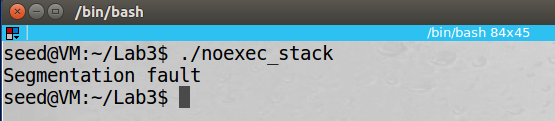 /bin/bash
/bin/bash 84x45
seed@VM:~/Lab3$ ./noexec_stack
Segmentation fault
seed@VM:~/Lab3$